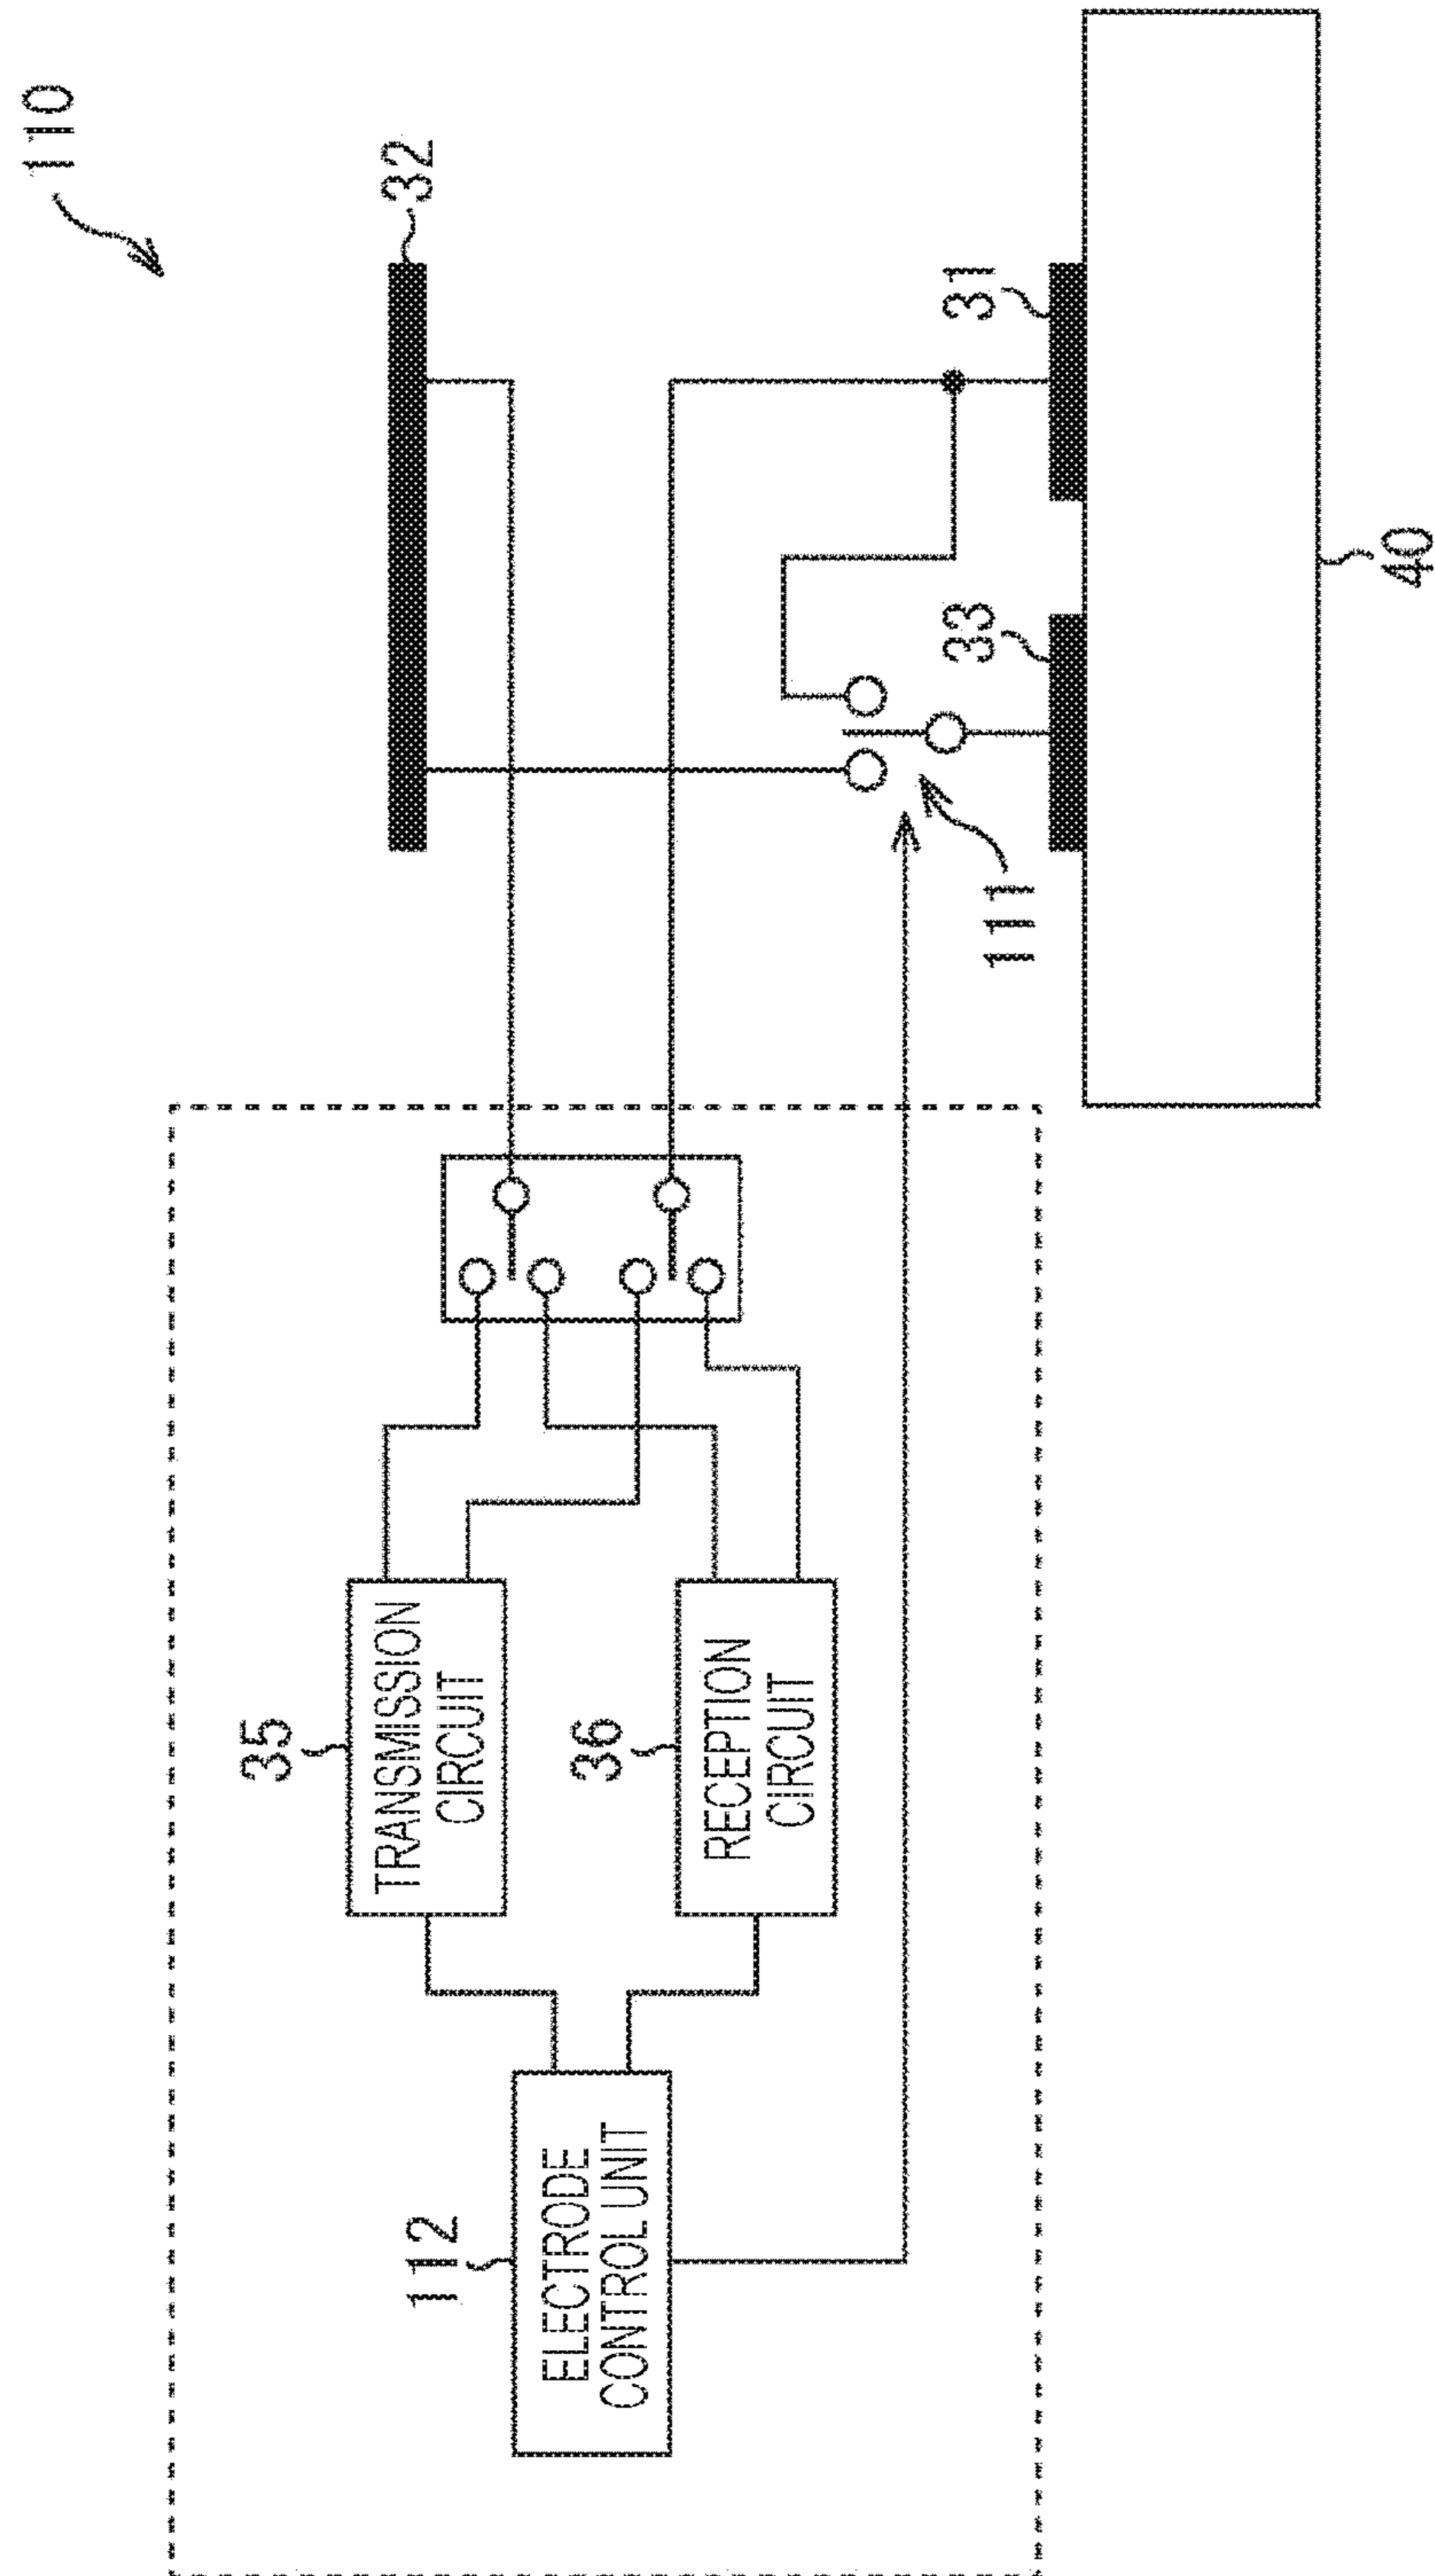 110
32
31
33
111
40
35
TRANSMISSION
CIRCUIT
36
RECEPTION
CIRCUIT
112
ELECTRODE
CONTROL UNIT